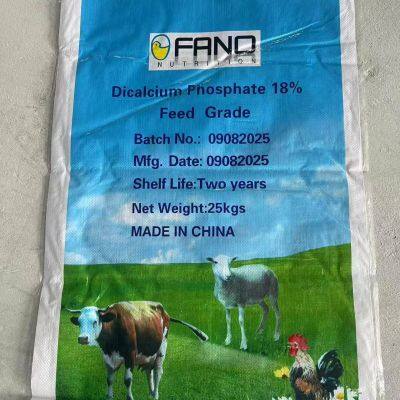 FANO
NUTRITION
Dicalcium Phosphate 18%
Feed Grade
Batch No.: 09082025
Mfg. Date: 09082025
Shelf Life:Two years
Net Weight:25kgs
MADE IN CHINA